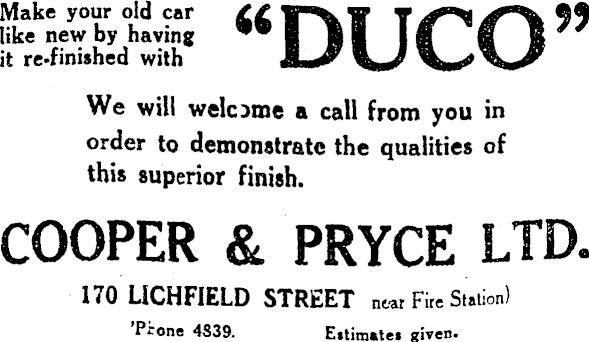 Make your old car
like new by having
it re-finished with
“DUCO”
We will welcome a call from you in
order to demonstrate the qualities of
this superior finish.
COOPER & PRYCE LTD.
170 LICHFIELD STREET near Fire Station)
'Phone 4839.    Estimates given.